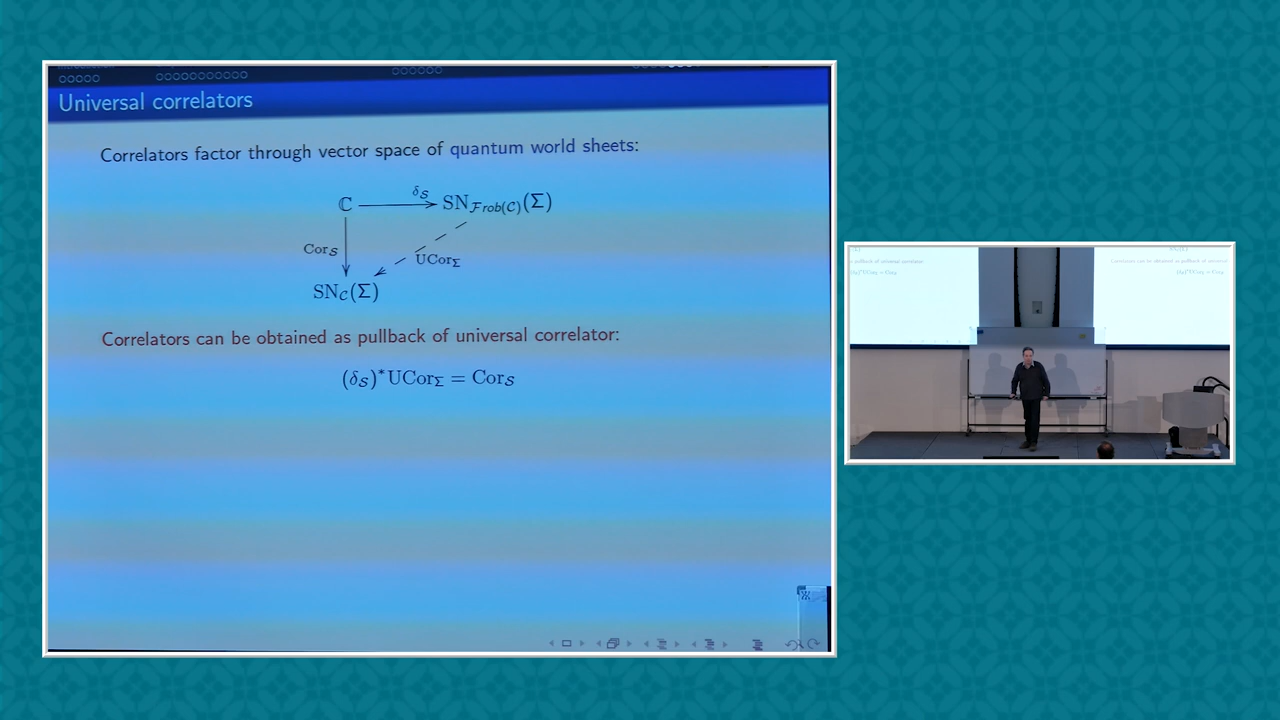 Universal correlators
Correlators factor through vector space of quantum world sheets:
ℂ δ_𝒮 SN_{ℱrob(𝒞)}(Σ)
Cor_𝒮 UCor_Σ
SN_𝒞(Σ)
Correlators can be obtained as pullback of universal correlator:
(δ_𝒮)*UCor_Σ = Cor_𝒮
Ж